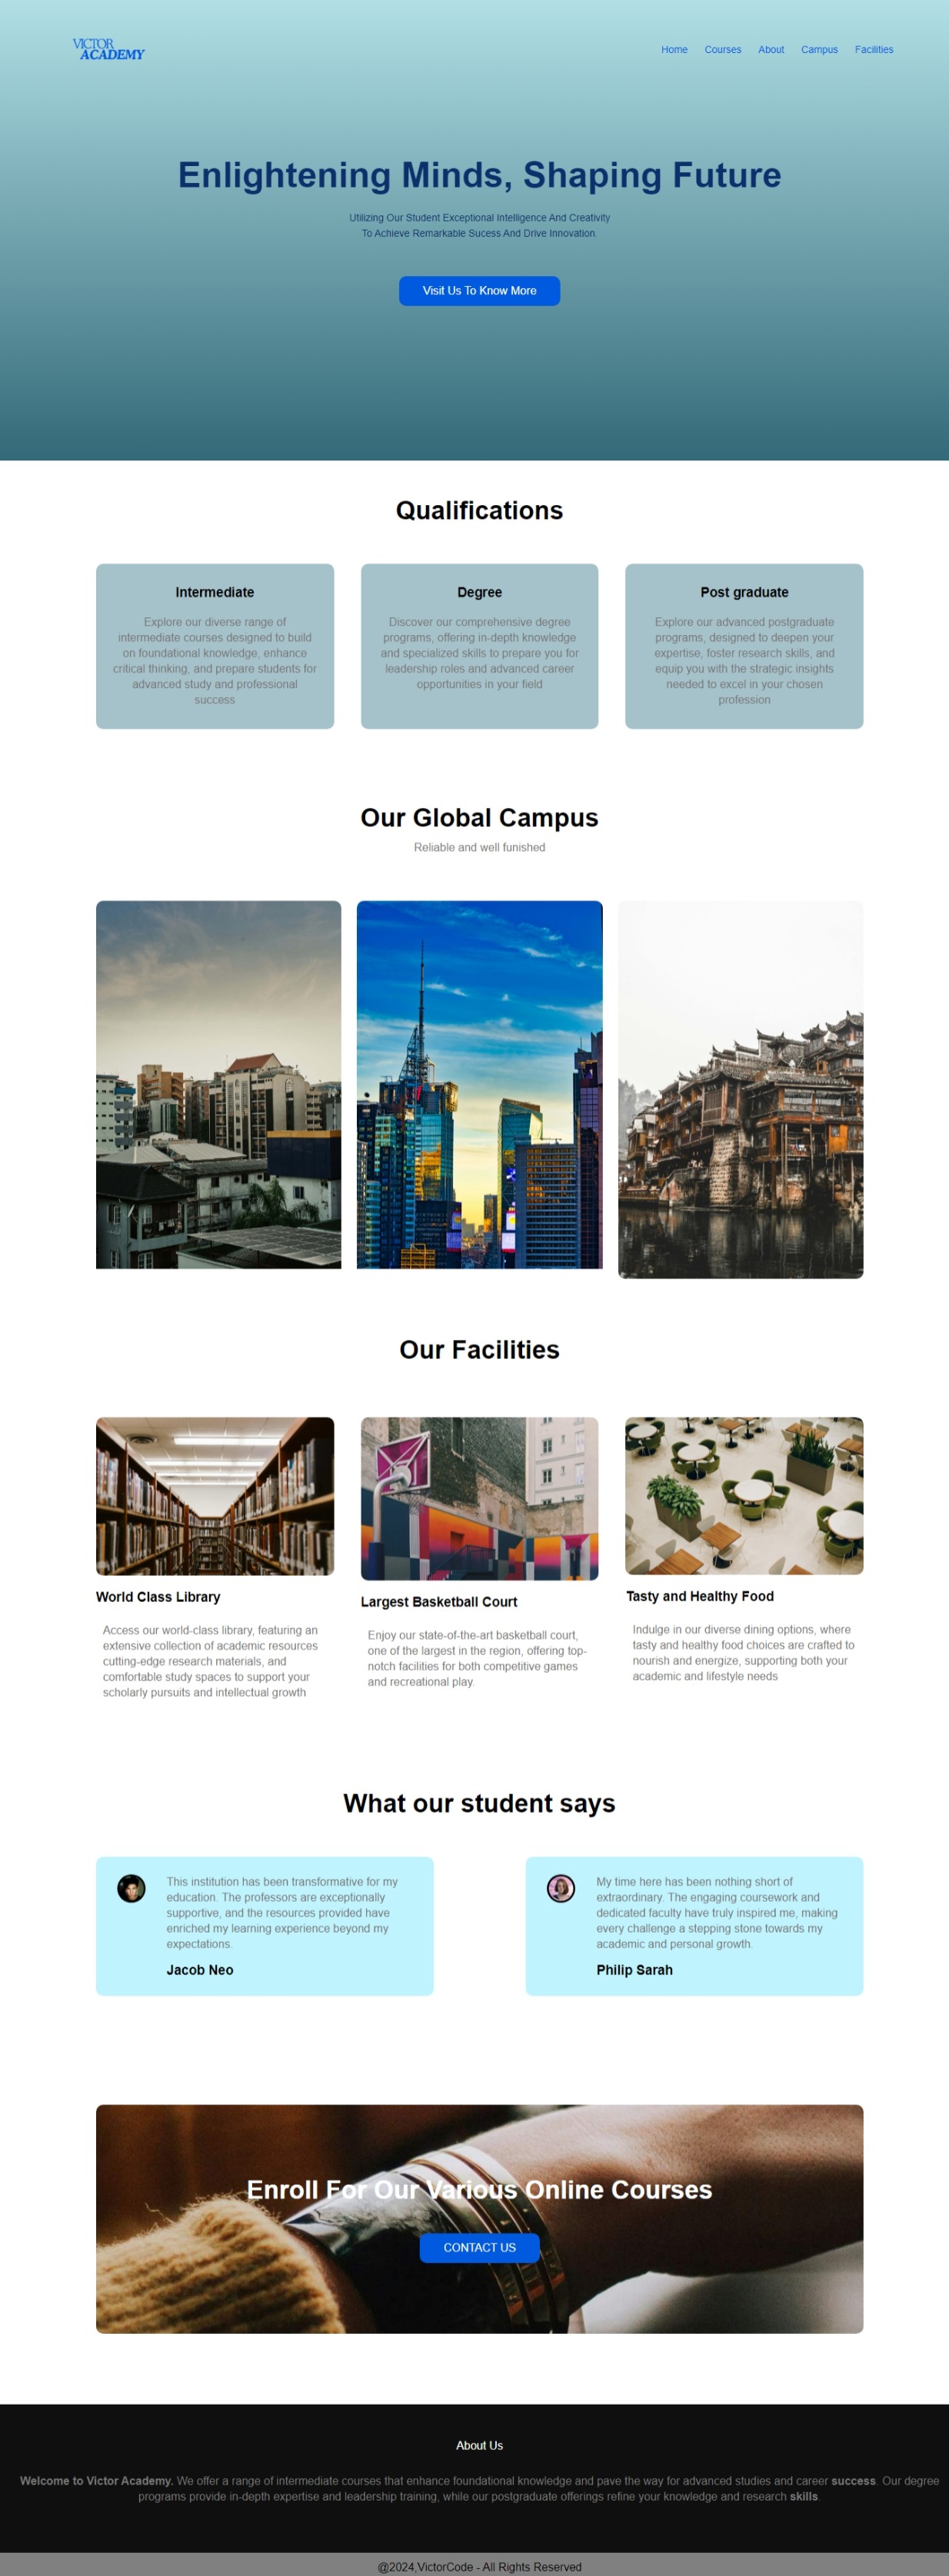 VICTOR
ACADEMY
Home Courses About Campus Facilities
Enlightening Minds, Shaping Future
Utilizing Our Student Exceptional Intelligence And Creativity
To Achieve Remarkable Sucess And Drive Innovation.
Visit Us To Know More
Qualifications
Intermediate
Explore our diverse range of
intermediate courses designed to build
on foundational knowledge, enhance
critical thinking, and prepare students for
advanced study and professional
success
Degree
Discover our comprehensive degree
programs, offering in-depth knowledge
and specialized skills to prepare you for
leadership roles and advanced career
opportunities in your field
Post graduate
Explore our advanced postgraduate
programs, designed to deepen your
expertise, foster research skills, and
equip you with the strategic insights
needed to excel in your chosen
profession
Our Global Campus
Reliable and well funished
Our Facilities
World Class Library
Access our world-class library, featuring an
extensive collection of academic resources
cutting-edge research materials, and
comfortable study spaces to support your
scholarly pursuits and intellectual growth
Largest Basketball Court
Enjoy our state-of-the-art basketball court,
one of the largest in the region, offering top-
notch facilities for both competitive games
and recreational play.
Tasty and Healthy Food
Indulge in our diverse dining options, where
tasty and healthy food choices are crafted to
nourish and energize, supporting both your
academic and lifestyle needs
What our student says
This institution has been transformative for my
education. The professors are exceptionally
supportive, and the resources provided have
enriched my learning experience beyond my
expectations.
Jacob Neo
My time here has been nothing short of
extraordinary. The engaging coursework and
dedicated faculty have truly inspired me, making
every challenge a stepping stone towards my
academic and personal growth.
Philip Sarah
Enroll For Our Various Online Courses
CONTACT US
About Us
Welcome to Victor Academy. We offer a range of intermediate courses that enhance foundational knowledge and pave the way for advanced studies and career success. Our degree
programs provide in-depth expertise and leadership training, while our postgraduate offerings refine your knowledge and research skills.
@2024,VictorCode - All Rights Reserved